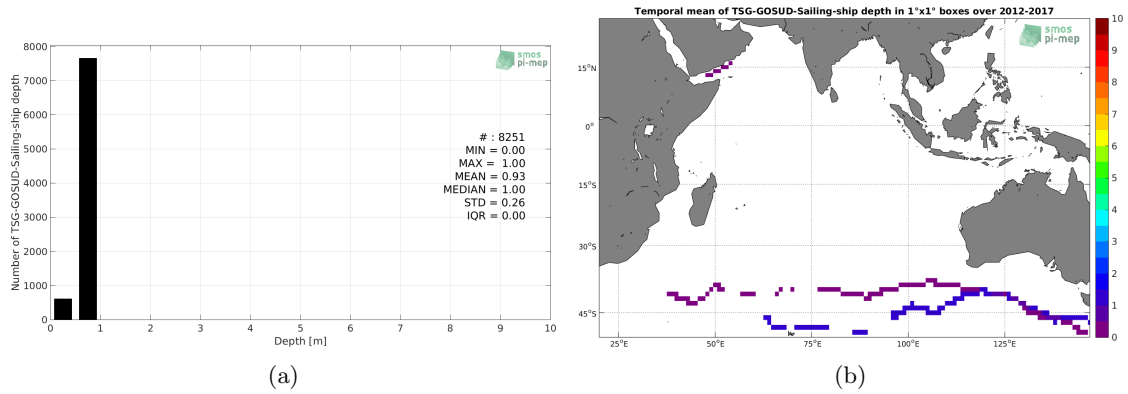 8000
7000
6000
5000
4000
3000
2000
1000
0
Number of TSG-GOSUD-Sailing-ship depth
smos
pi-mep
# : 8251
MIN = 0.00
MAX = 1.00
MEAN = 0.93
MEDIAN = 1.00
STD = 0.26
IQR = 0.00
0 1 2 3 4 5 6 7 8 9 10
Depth [m]
(a)
Temporal mean of TSG-GOSUD-Sailing-ship depth in 1°x1° boxes over 2012-2017
smos
pi-mep
15°N
0°
15°S
30°S
45°S
25°E 50°E 75°E 100°E 125°E
10
9
8
7
6
5
4
3
2
1
0
(b)